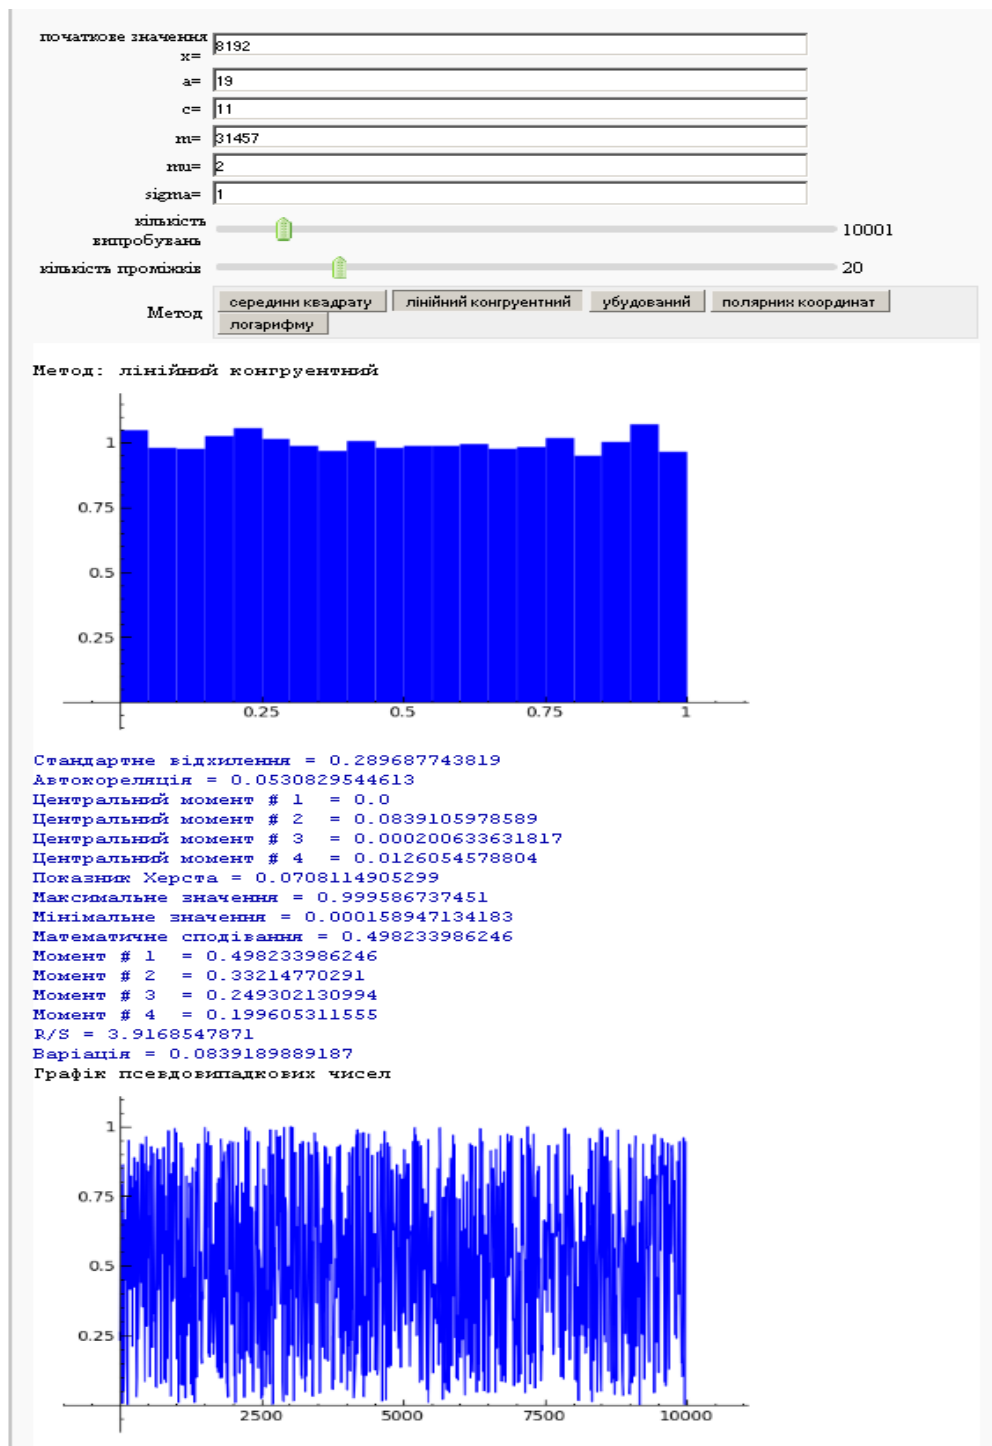 початкове значення
x=
8192
a=
19
c=
11
m=
31457
mu=
2
sigma=
1
кількість
випробувань
10001
кількість проміжків
20
Метод
середини квадрату
лінійний конгруентний
убудований
полярних координат
логарифму
Метод: лінійний конгруентний
1
0.75
0.5
0.25
0.25 0.5 0.75 1
Стандартне відхилення = 0.289687743819
Автокореляція = 0.0530829544613
Центральний момент # 1 = 0.0
Центральний момент # 2 = 0.0839105978589
Центральний момент # 3 = 0.000200633631817
Центральний момент # 4 = 0.0126054578804
Показник Херста = 0.0708114905299
Максимальне значення = 0.999586737451
Мінімальне значення = 0.000158947134183
Математичне сподівання = 0.498233986246
Момент # 1 = 0.498233986246
Момент # 2 = 0.33214770291
Момент # 3 = 0.249302130994
Момент # 4 = 0.199605311555
R/S = 3.9168547871
Варіація = 0.0839189889187
Графік псевдовипадкових чисел
1
0.75
0.5
0.25
2500 5000 7500 10000